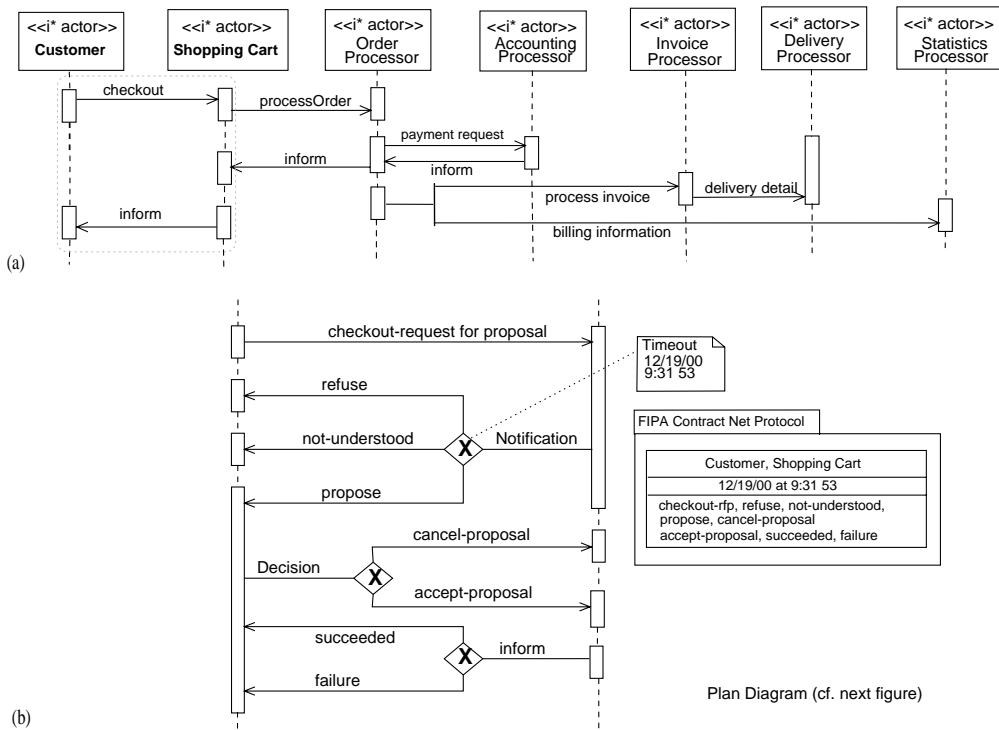 <<i* actor>>
Customer
<<i* actor>>
Shopping Cart
<<i* actor>>
Order
Processor
<<i* actor>>
Accounting
Processor
<<i* actor>>
Invoice
Processor
<<i* actor>>
Delivery
Processor
<<i* actor>>
Statistics
Processor
checkout
processOrder
payment request
inform
inform
process invoice
delivery detail
inform
billing information
(a)
checkout-request for proposal
Timeout
12/19/00
9:31 53
refuse
not-understood
X
Notification
propose
FIPA Contract Net Protocol
Customer, Shopping Cart
12/19/00 at 9:31 53
checkout-rfp, refuse, not-understood,
propose, cancel-proposal
accept-proposal, succeeded, failure
cancel-proposal
Decision
X
accept-proposal
succeeded
X
inform
failure
Plan Diagram (cf. next figure)
(b)